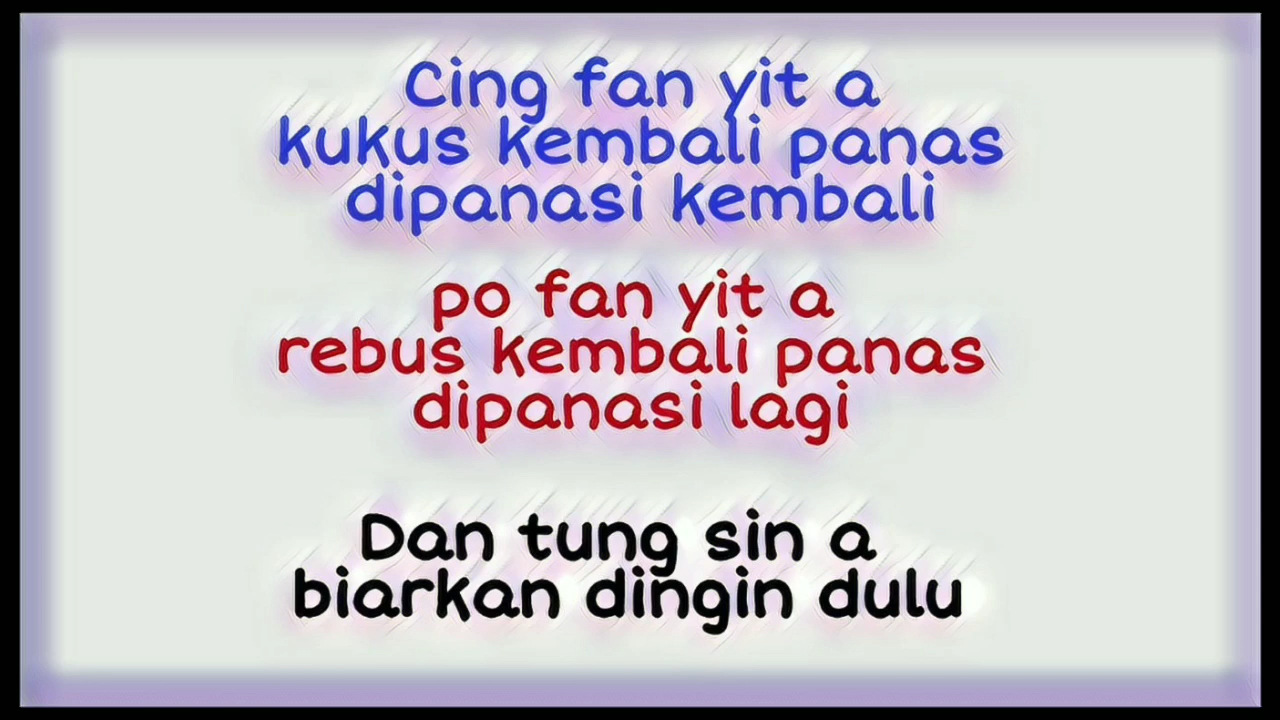 Cing fan yit a
kukus kembali panas
dipanasi kembali
po fan yit a
rebus kembali panas
dipanasi lagi
Dan tung sin a
biarkan dingin dulu